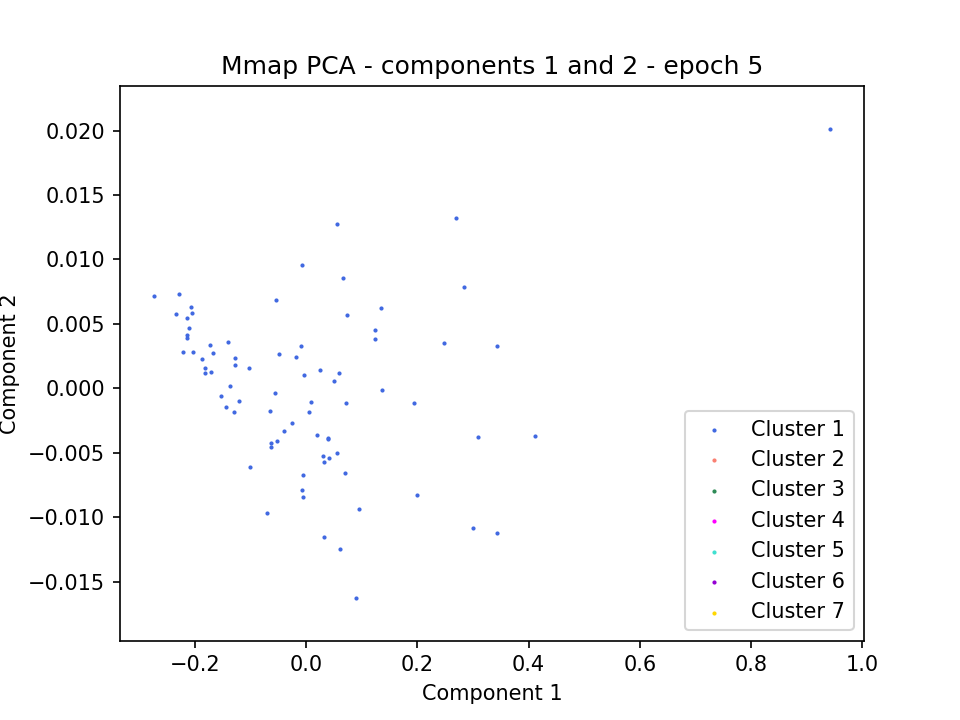 Mmap PCA - components 1 and 2 - epoch 5
0.020
0.015
0.010
0.005
0.000
−0.005
−0.010
−0.015
Component 2
Cluster 1
Cluster 2
Cluster 3
Cluster 4
Cluster 5
Cluster 6
Cluster 7
−0.2
0.0
0.2
0.4
0.6
0.8
1.0
Component 1